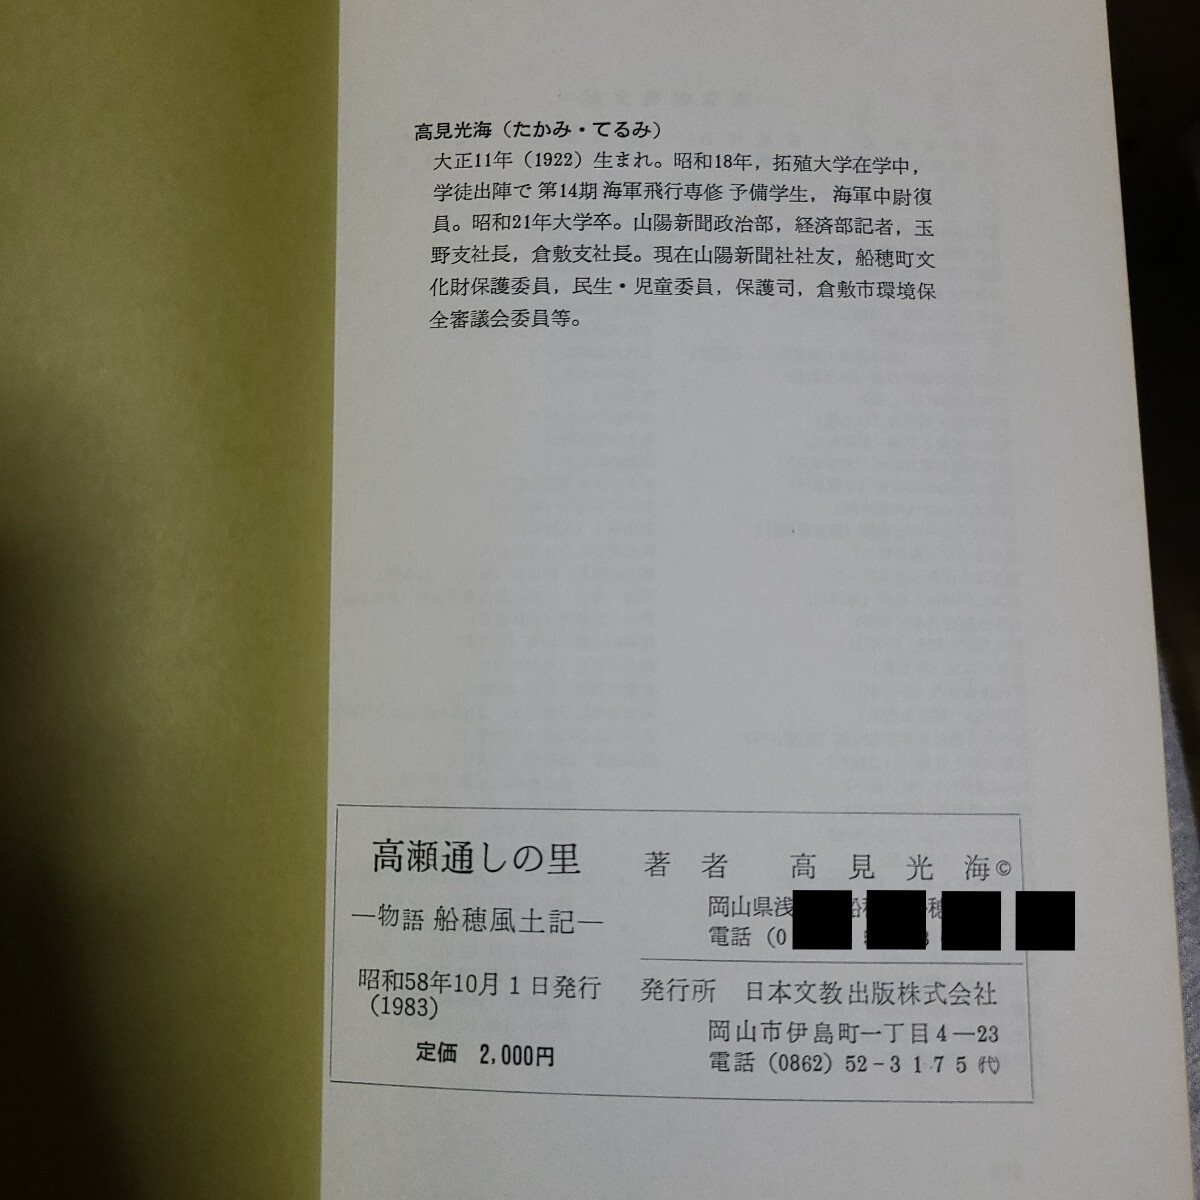 高見光海（たかみ・てるみ）
大正11年（1922）生まれ。昭和18年，拓殖大学在学中，
学徒出陣で 第14期 海軍飛行専修 予備学生， 海軍中尉復
員。昭和21年大学卒。山陽新聞政治部，経済部記者，玉
野支社長，倉敷支社長。現在山陽新聞社社友，船穂町文
化財保護委員，民生・児童委員，保護司，倉敷市環境保
全審議会委員等。
高瀬通しの里
―物語 船穂風土記―
昭和58年10月1日発行
(1983)
定価 2,000円
著者 高見光海©
岡山県浅
電話 (0
発行所 日本文教出版株式会社
岡山市伊島町一丁目4―23
電話 (0862) 52-3175 代